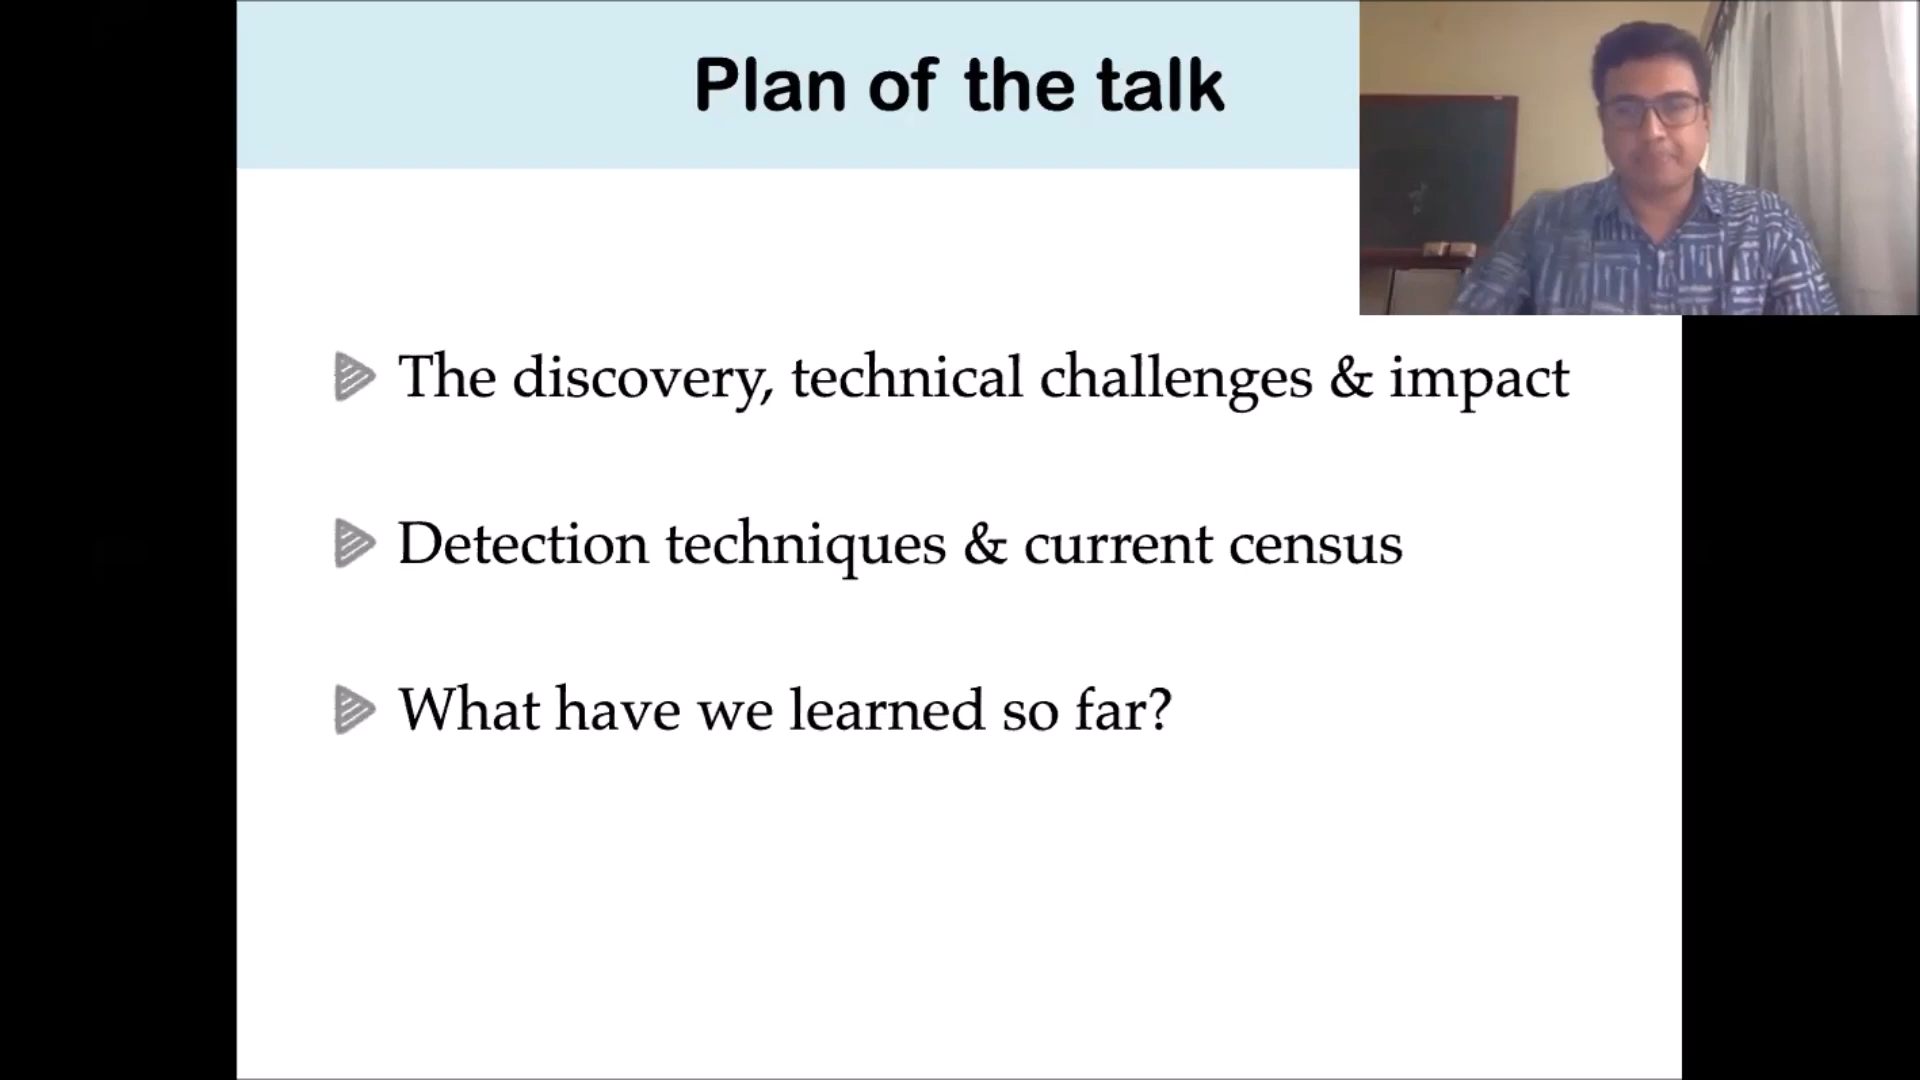 Plan of the talk
The discovery, technical challenges & impact
Detection techniques & current census
What have we learned so far?